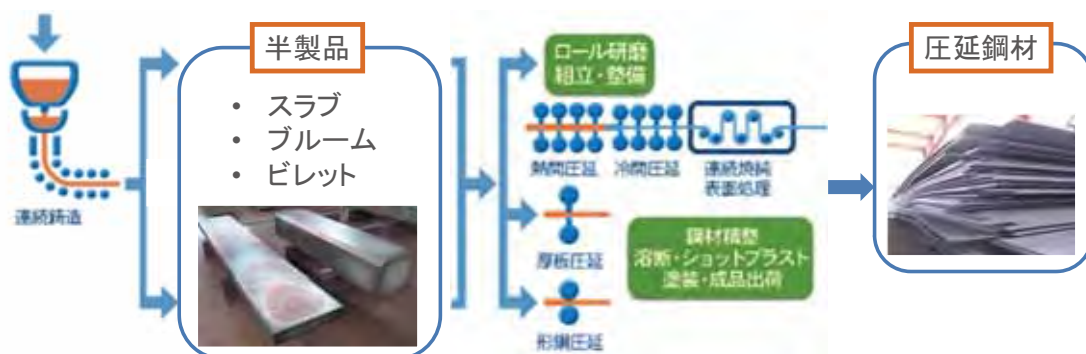 連続鋳造
半製品
• スラブ
• ブルーム
• ビレット
ロール研磨
組立・整備
熱間圧延
冷間圧延
連続焼鈍
表面処理
厚板圧延
鋼材精整
溶断・ショットブラスト
塗装・成品出荷
形鋼圧延
圧延鋼材